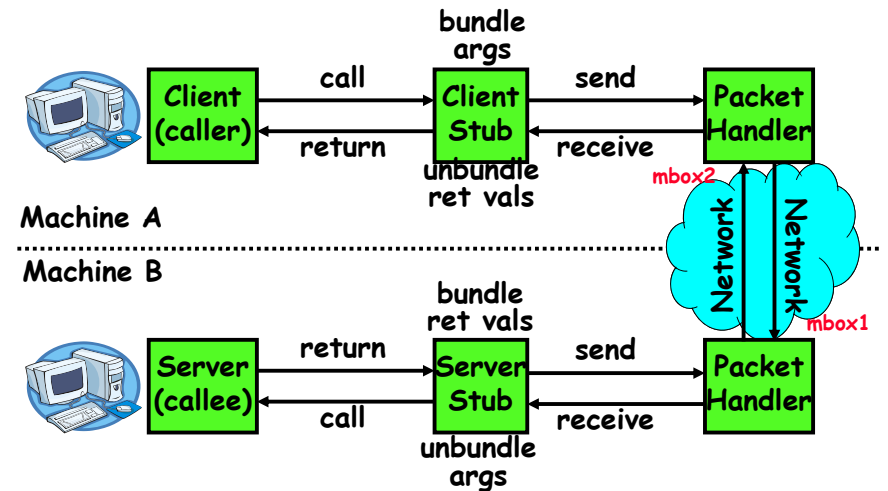 bundle
args
call
send
Client
(caller)
Client
Stub
Packet
Handler
return
receive
unbundle
ret vals
mbox2
Machine A
Network
Network
Machine B
mbox1
bundle
ret vals
return
send
Server
(callee)
Server
Stub
Packet
Handler
call
receive
unbundle
args